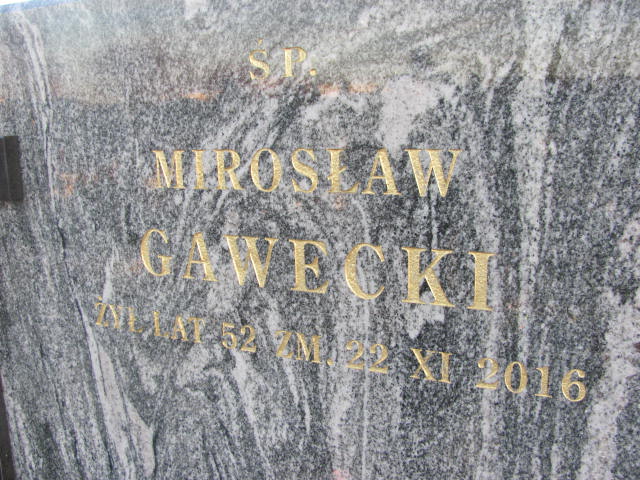 ŚP.
MIROSŁAW
GAWECKI
ŻYŁ LAT 52 ZM. 22 XI 2016